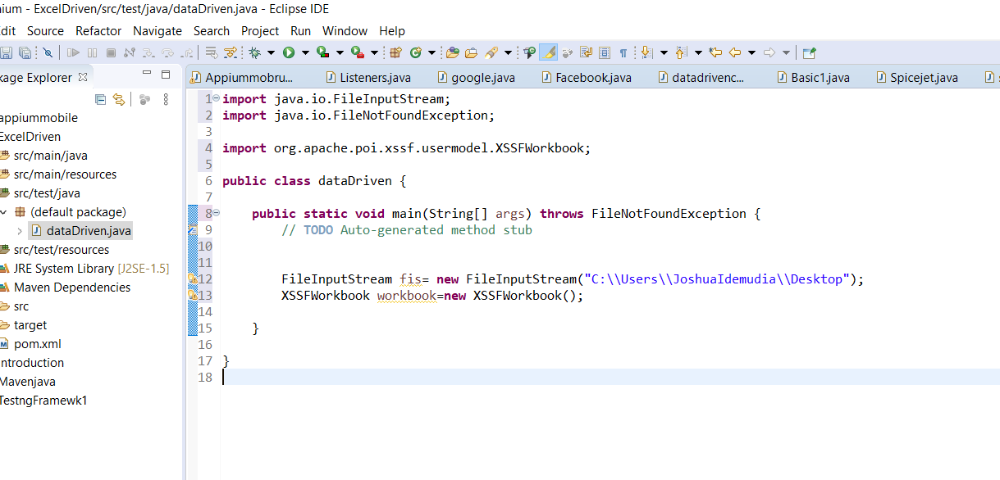 nium - ExcelDriven/src/test/java/dataDriven.java - Eclipse IDE
Edit Source Refactor Navigate Search Project Run Window Help
kage Explorer
Appiummobru... Listeners.java google.java Facebook.java datadrivenc... Basic1.java Spicejet.java
appiummobile
ExcelDriven
src/main/java
src/main/resources
src/test/java
(default package)
dataDriven.java
src/test/resources
JRE System Library [J2SE-1.5]
Maven Dependencies
src
target
pom.xml
ntroduction
Mavenjava
TestngFramewk1
1 import java.io.FileInputStream;
2 import java.io.FileNotFoundException;
3
4 import org.apache.poi.xssf.usermodel.XSSFWorkbook;
5
6 public class dataDriven {
7
8 public static void main(String[] args) throws FileNotFoundException {
9 // TODO Auto-generated method stub
10
11
12 FileInputStream fis= new FileInputStream("C:\\Users\\JoshuaIdemudia\\Desktop");
13 XSSFWorkbook workbook=new XSSFWorkbook();
14
15 }
16
17 }
18